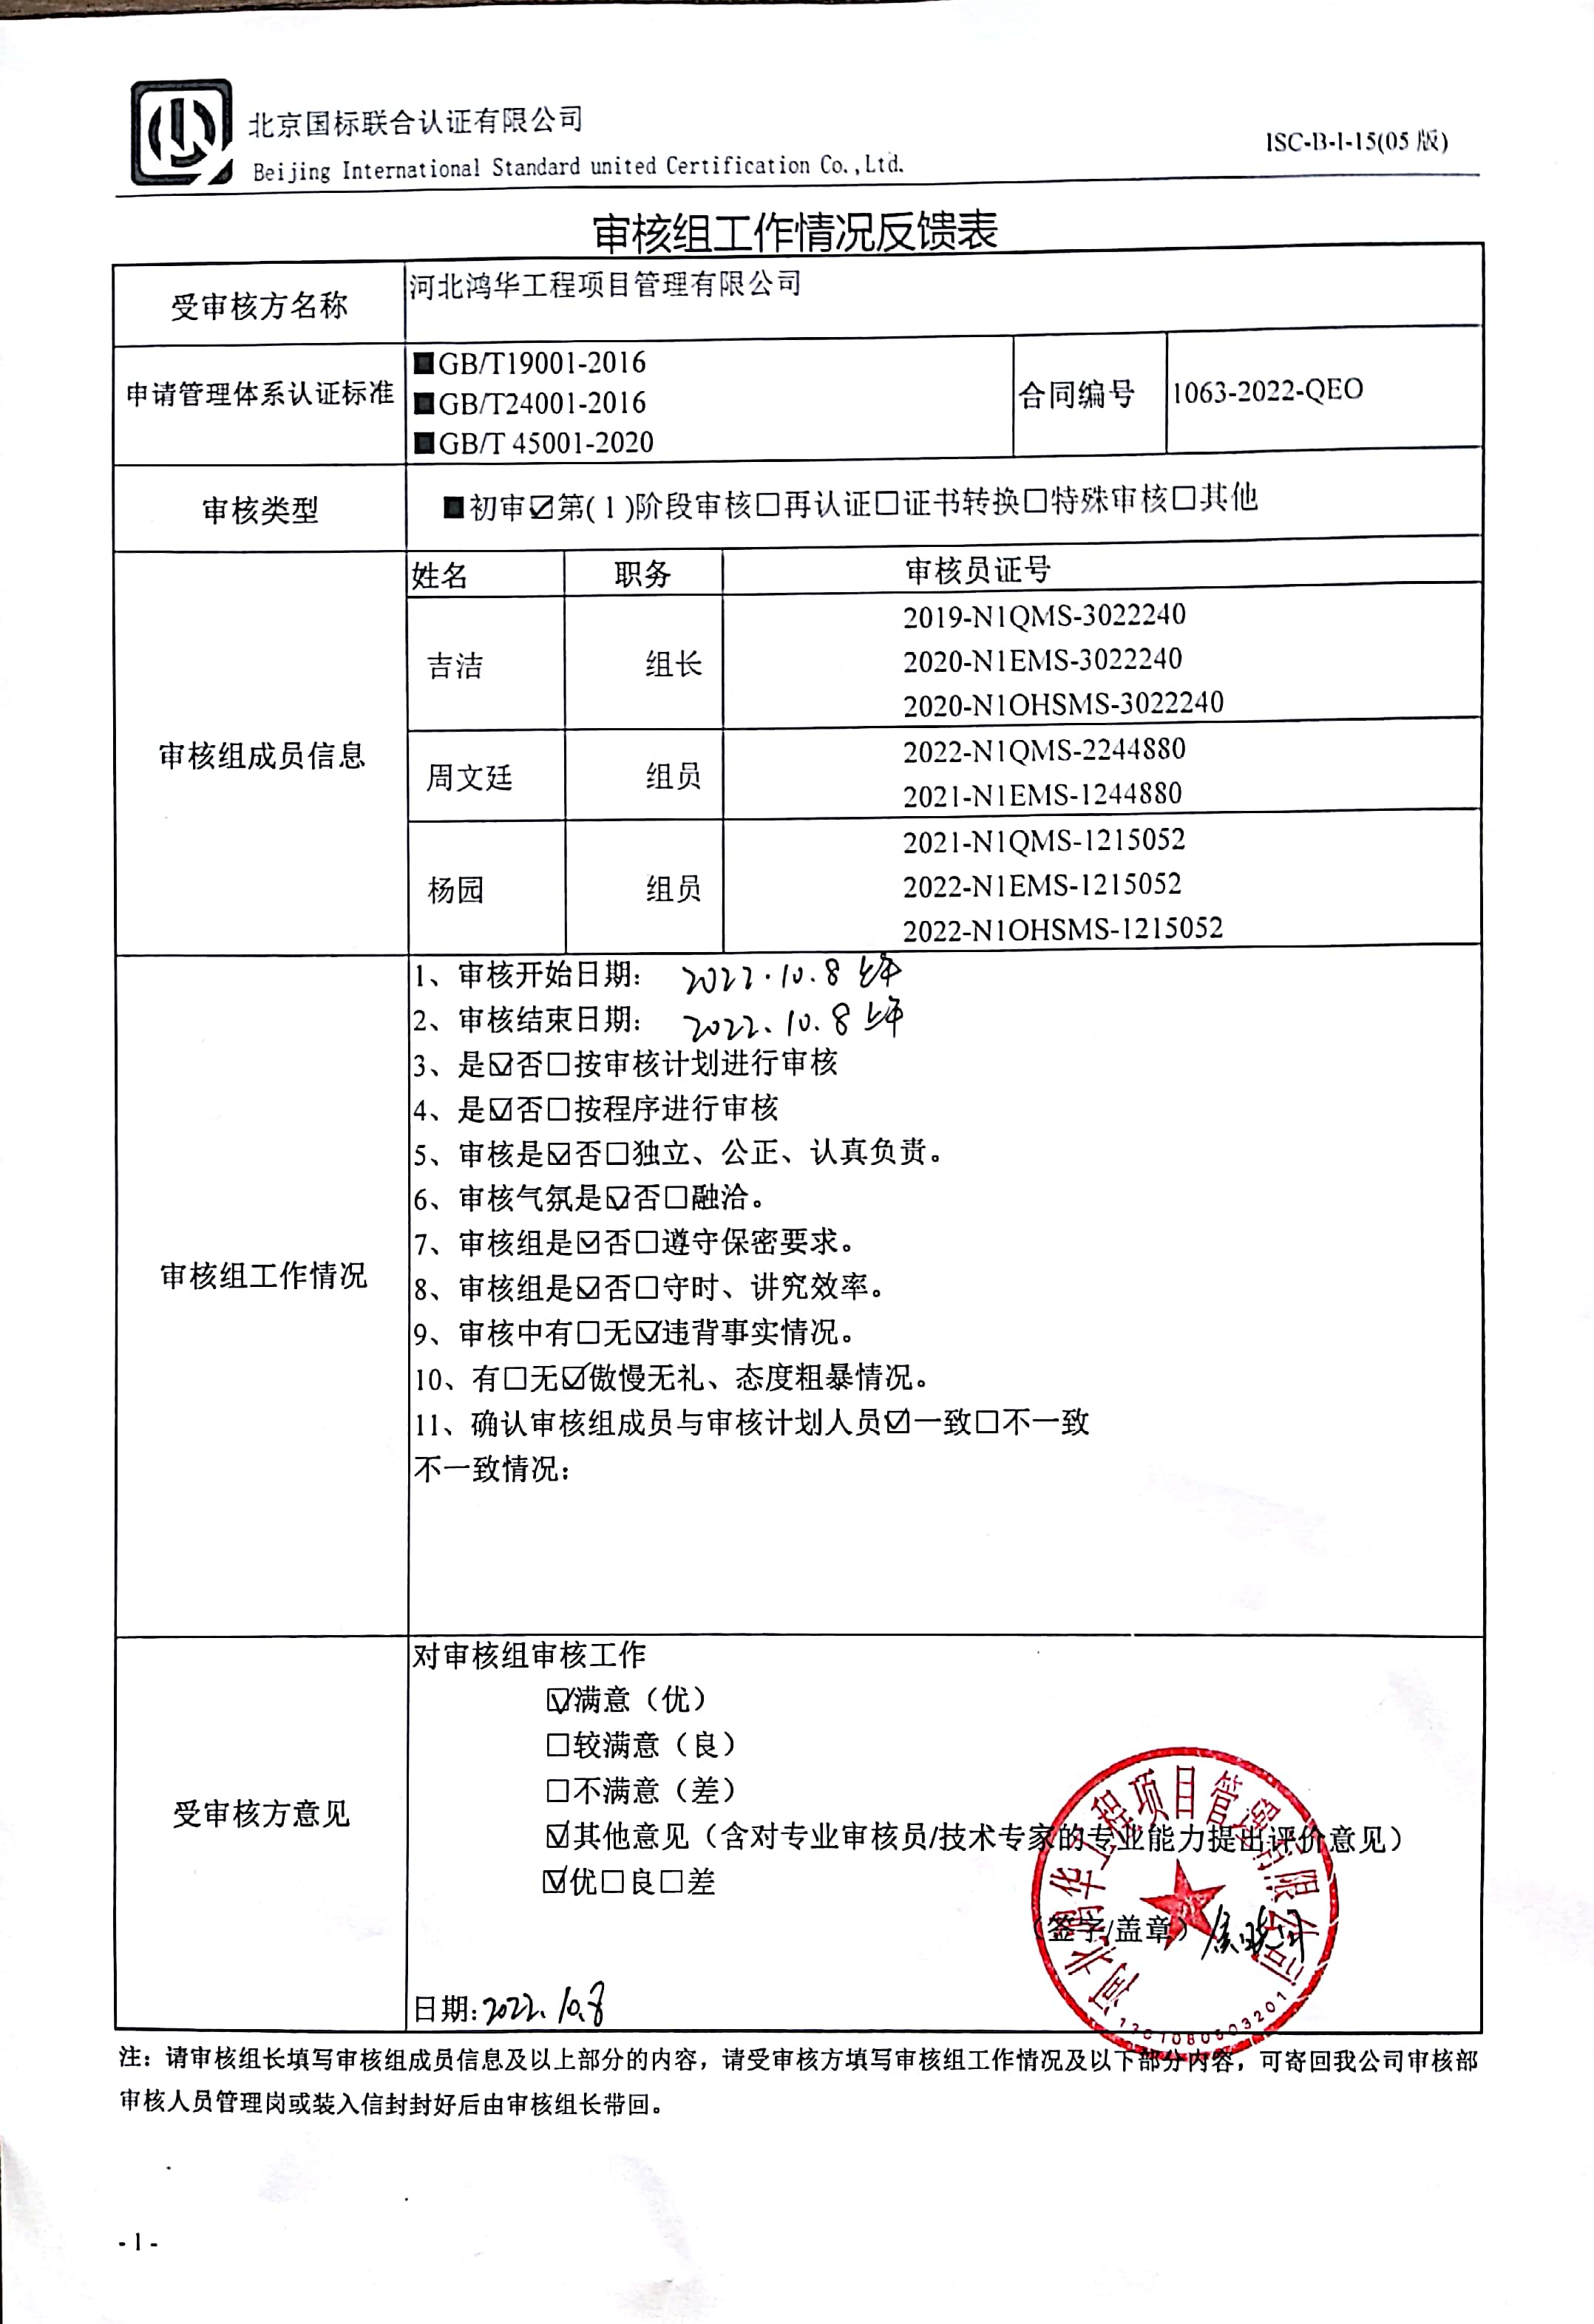 北京国标联合认证有限公司
Beijing International Standard united Certification Co.,Ltd.
ISC-B-I-15(05 版)
审核组工作情况反馈表
受审核方名称 河北鸿华工程项目管理有限公司
申请管理体系认证标准
■GB/T19001-2016
■GB/T24001-2016
■GB/T 45001-2020
合同编号 1063-2022-QEO
审核类型 ■初审☑第(1)阶段审核□再认证□证书转换□特殊审核□其他
审核组成员信息
姓名 职务 审核员证号
吉洁 组长
2019-N1QMS-3022240
2020-N1EMS-3022240
2020-N1OHSMS-3022240
周文廷 组员
2022-N1QMS-2244880
2021-N1EMS-1244880
杨园 组员
2021-N1QMS-1215052
2022-N1EMS-1215052
2022-N1OHSMS-1215052
审核组工作情况
1、审核开始日期： 2022.10.8 上午
2、审核结束日期： 2022.10.8 上午
3、是☑否□按审核计划进行审核
4、是☑否□按程序进行审核
5、审核是☑否□独立、公正、认真负责。
6、审核气氛是☑否□融洽。
7、审核组是☑否□遵守保密要求。
8、审核组是☑否□守时、讲究效率。
9、审核中有□无☑违背事实情况。
10、有□无☑傲慢无礼、态度粗暴情况。
11、确认审核组成员与审核计划人员☑一致□不一致
不一致情况：
受审核方意见
对审核组审核工作
☑满意（优）
□较满意（良）
□不满意（差）
☑其他意见（含对专业审核员/技术专家的专业能力提出评价意见）
☑优□良□差
（签字/盖章）
河北鸿华工程项目管理有限公司
日期：2022.10.8
注：请审核组长填写审核组成员信息及以上部分的内容，请受审核方填写审核组工作情况及以下部分内容，可寄回我公司审核部
审核人员管理岗或装入信封封好后由审核组长带回。
- 1 -